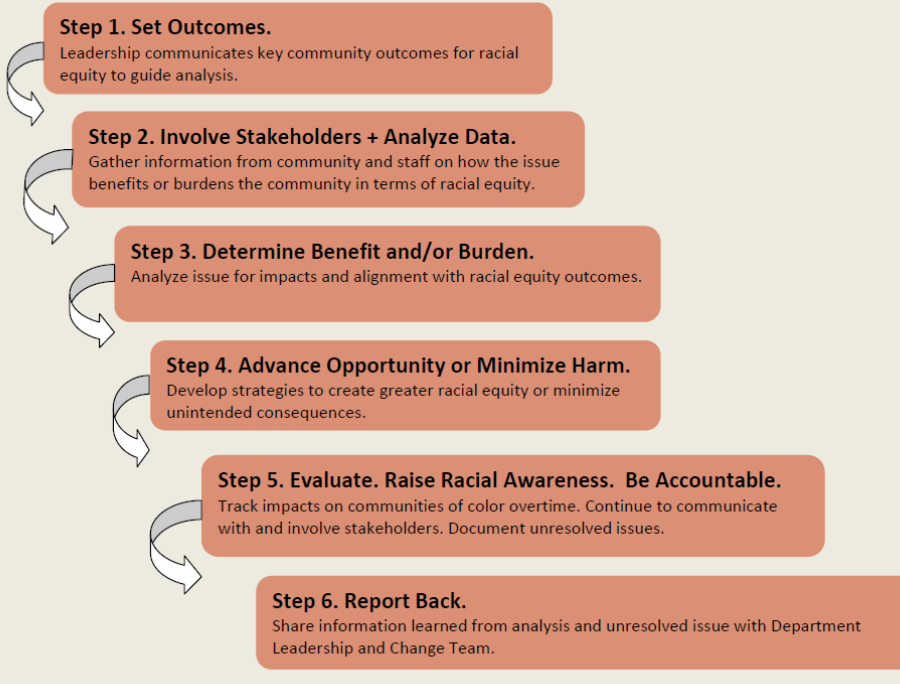 Step 1. Set Outcomes.
Leadership communicates key community outcomes for racial
equity to guide analysis.
Step 2. Involve Stakeholders + Analyze Data.
Gather information from community and staff on how the issue
benefits or burdens the community in terms of racial equity.
Step 3. Determine Benefit and/or Burden.
Analyze issue for impacts and alignment with racial equity outcomes.
Step 4. Advance Opportunity or Minimize Harm.
Develop strategies to create greater racial equity or minimize
unintended consequences.
Step 5. Evaluate. Raise Racial Awareness.  Be Accountable.
Track impacts on communities of color overtime. Continue to communicate
with and involve stakeholders. Document unresolved issues.
Step 6. Report Back.
Share information learned from analysis and unresolved issue with Department
Leadership and Change Team.